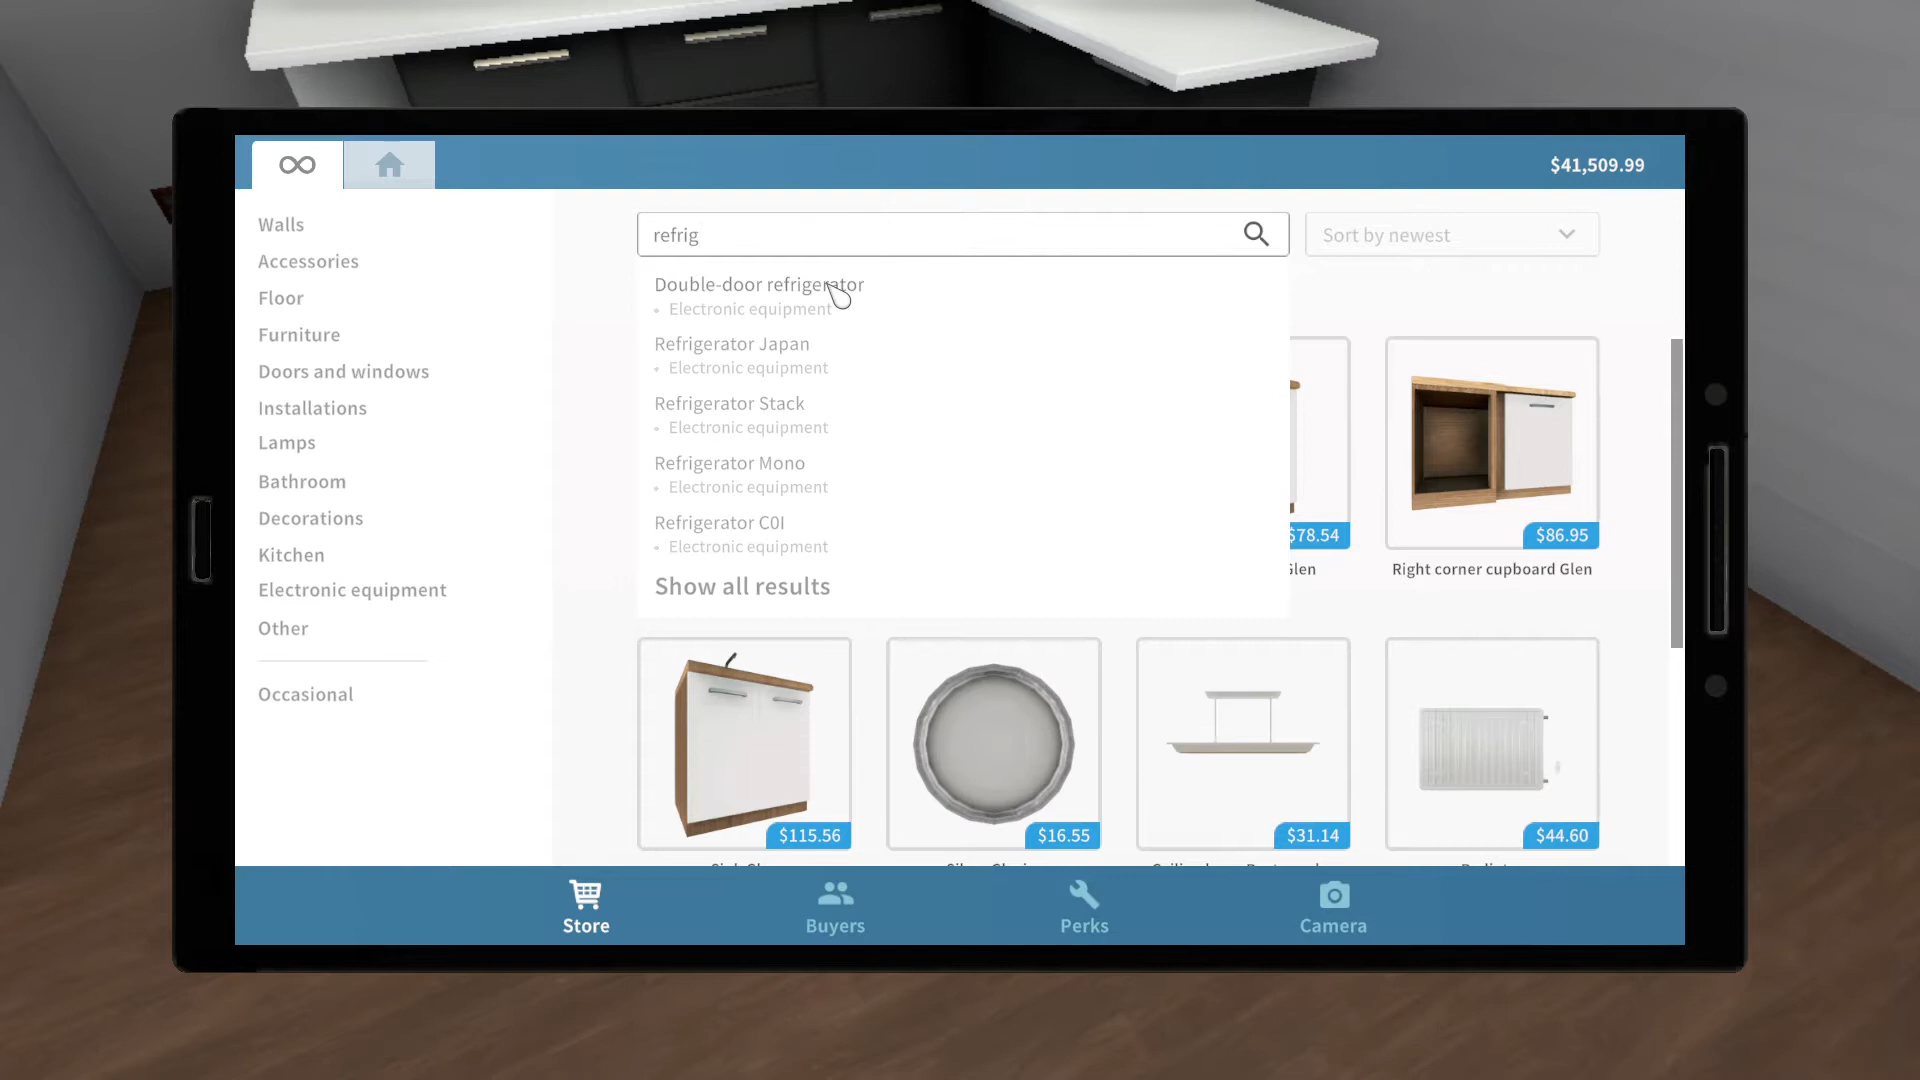 $41,509.99
Walls
Accessories
Floor
Furniture
Doors and windows
Installations
Lamps
Bathroom
Decorations
Kitchen
Electronic equipment
Other
Occasional
refrig
Sort by newest
Double-door refrigerator
Electronic equipment
Refrigerator Japan
Electronic equipment
Refrigerator Stack
Electronic equipment
Refrigerator Mono
Electronic equipment
Refrigerator C0I
Electronic equipment
Show all results
$78.54
$86.95
Glen
Right corner cupboard Glen
$115.56
$16.55
$31.14
$44.60
Store
Buyers
Perks
Camera